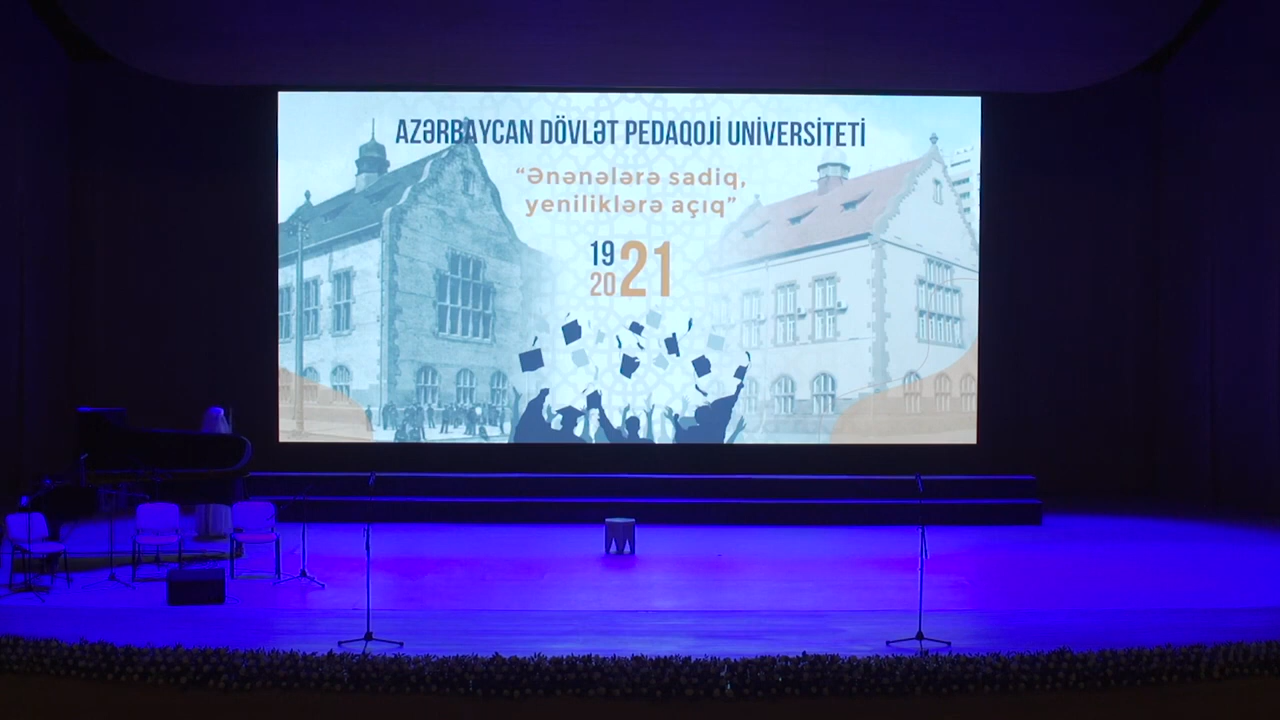 AZƏRBAYCAN DÖVLƏT PEDAQOJİ UNİVERSİTETİ
“Ənənələrə sadiq,
yeniliklərə açıq”
19
20 21